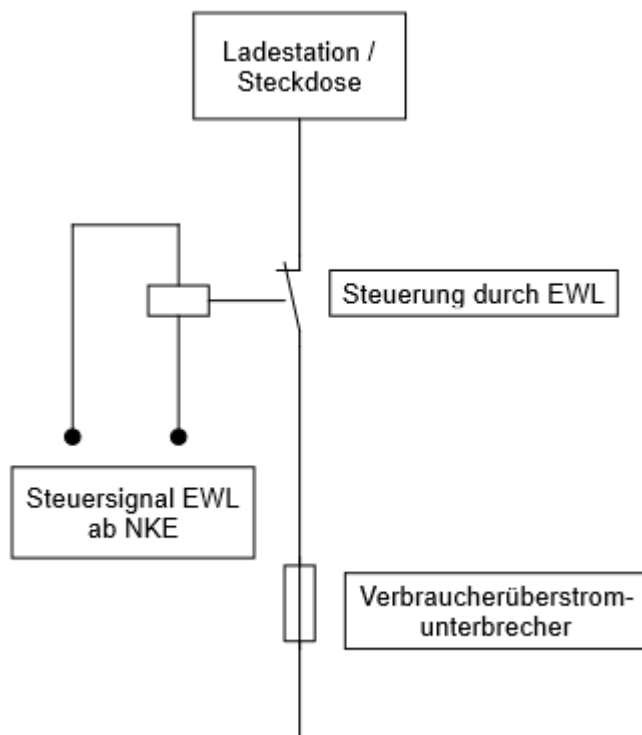 Ladestation /
Steckdose
Steuerung durch EWL
Steuersignal EWL
ab NKE
Verbraucherüberstrom-
unterbrecher